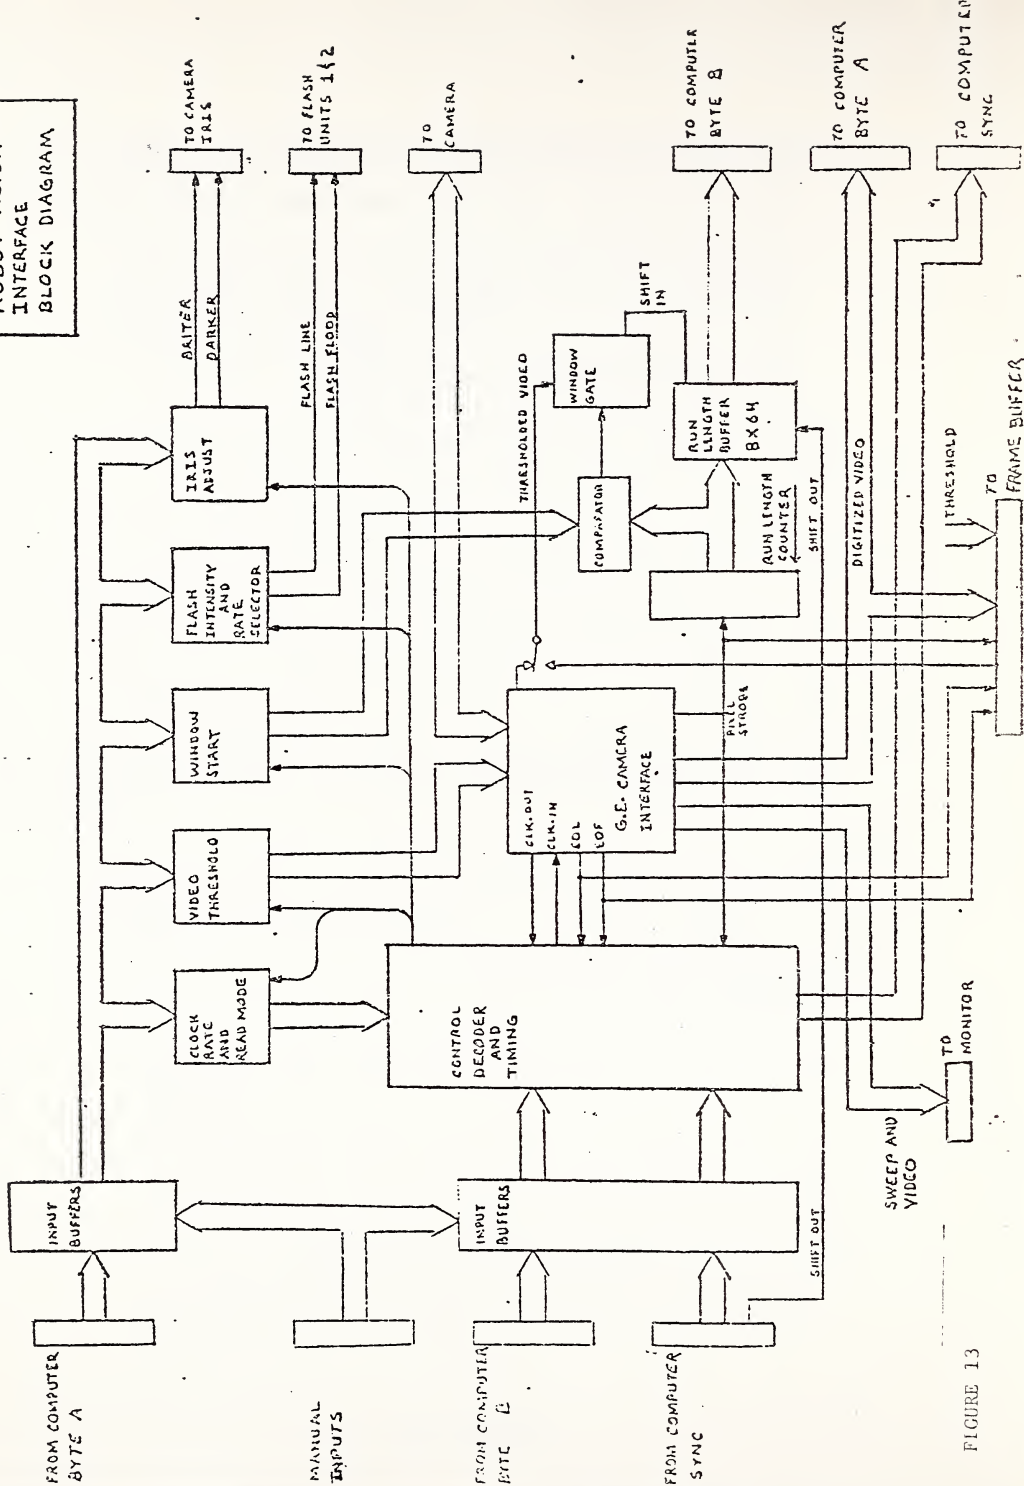 INTERFACE
BLOCK DIAGRAM
TO CAMERA
IRIS
TO FLASH
UNITS 1&2
TO
CAMERA
TO COMPUTER
BYTE B
TO COMPUTER
BYTE A
TO COMPUTER
SYNC
BRITER
DARKER
FLASH LINE
FLASH FLOOD
SHIFT
IN
THRESHOLDED VIDEO
WINDOW
GATE
IRIS
ADJUST
RUN
LENGTH
BUFFER
8X64
COMPARATOR
RUN LENGTH
COUNTER
SHIFT OUT
DIGITIZED VIDEO
THRESHOLD
TO
FRAME BUFFER
FLASH
INTENSITY
AND
RATE
SELECTOR
WINDOW
START
PIXEL
STROBE
G.E. CAMERA
INTERFACE
CLK.OUT
CLK.IN
EOL
EOF
VIDEO
THRESHOLD
CLOCK
RATE
AND
READ MODE
CONTROL
DECODER
AND
TIMING
TO
MONITOR
SWEEP AND
VIDEO
INPUT
BUFFERS
INPUT
BUFFERS
SHIFT OUT
FROM COMPUTER
BYTE A
MANUAL
INPUTS
FROM COMPUTER
BYTE B
FROM COMPUTER
SYNC
FIGURE 13